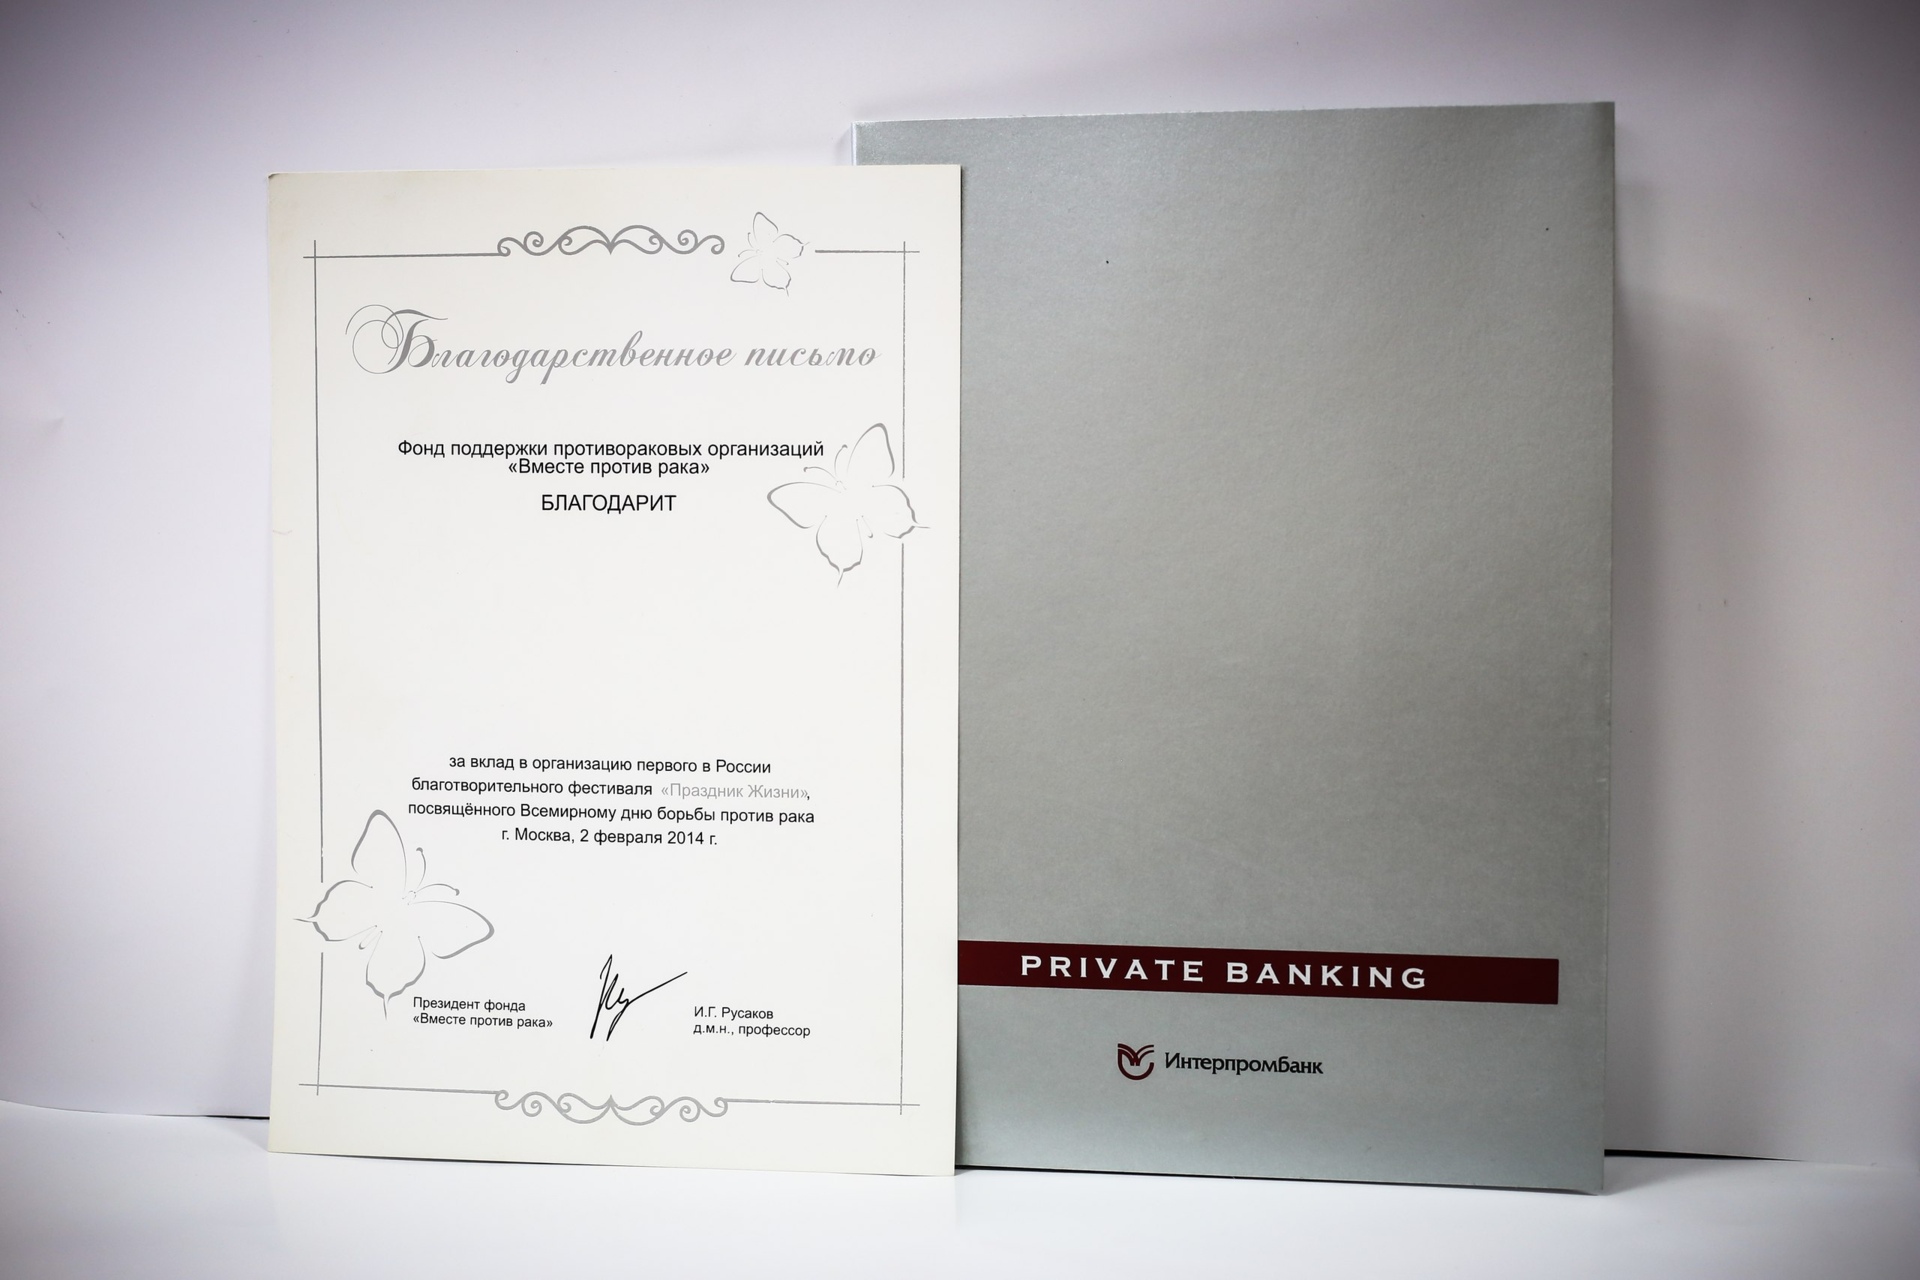 Благодарственное письмо
Фонд поддержки противораковых организаций
«Вместе против рака»
БЛАГОДАРИТ
за вклад в организацию первого в России
благотворительного фестиваля «Праздник Жизни»,
посвящённого Всемирному дню борьбы против рака
г. Москва, 2 февраля 2014 г.
Президент фонда
«Вместе против рака»
И.Г. Русаков
д.м.н., профессор
PRIVATE BANKING
Интерпромбанк